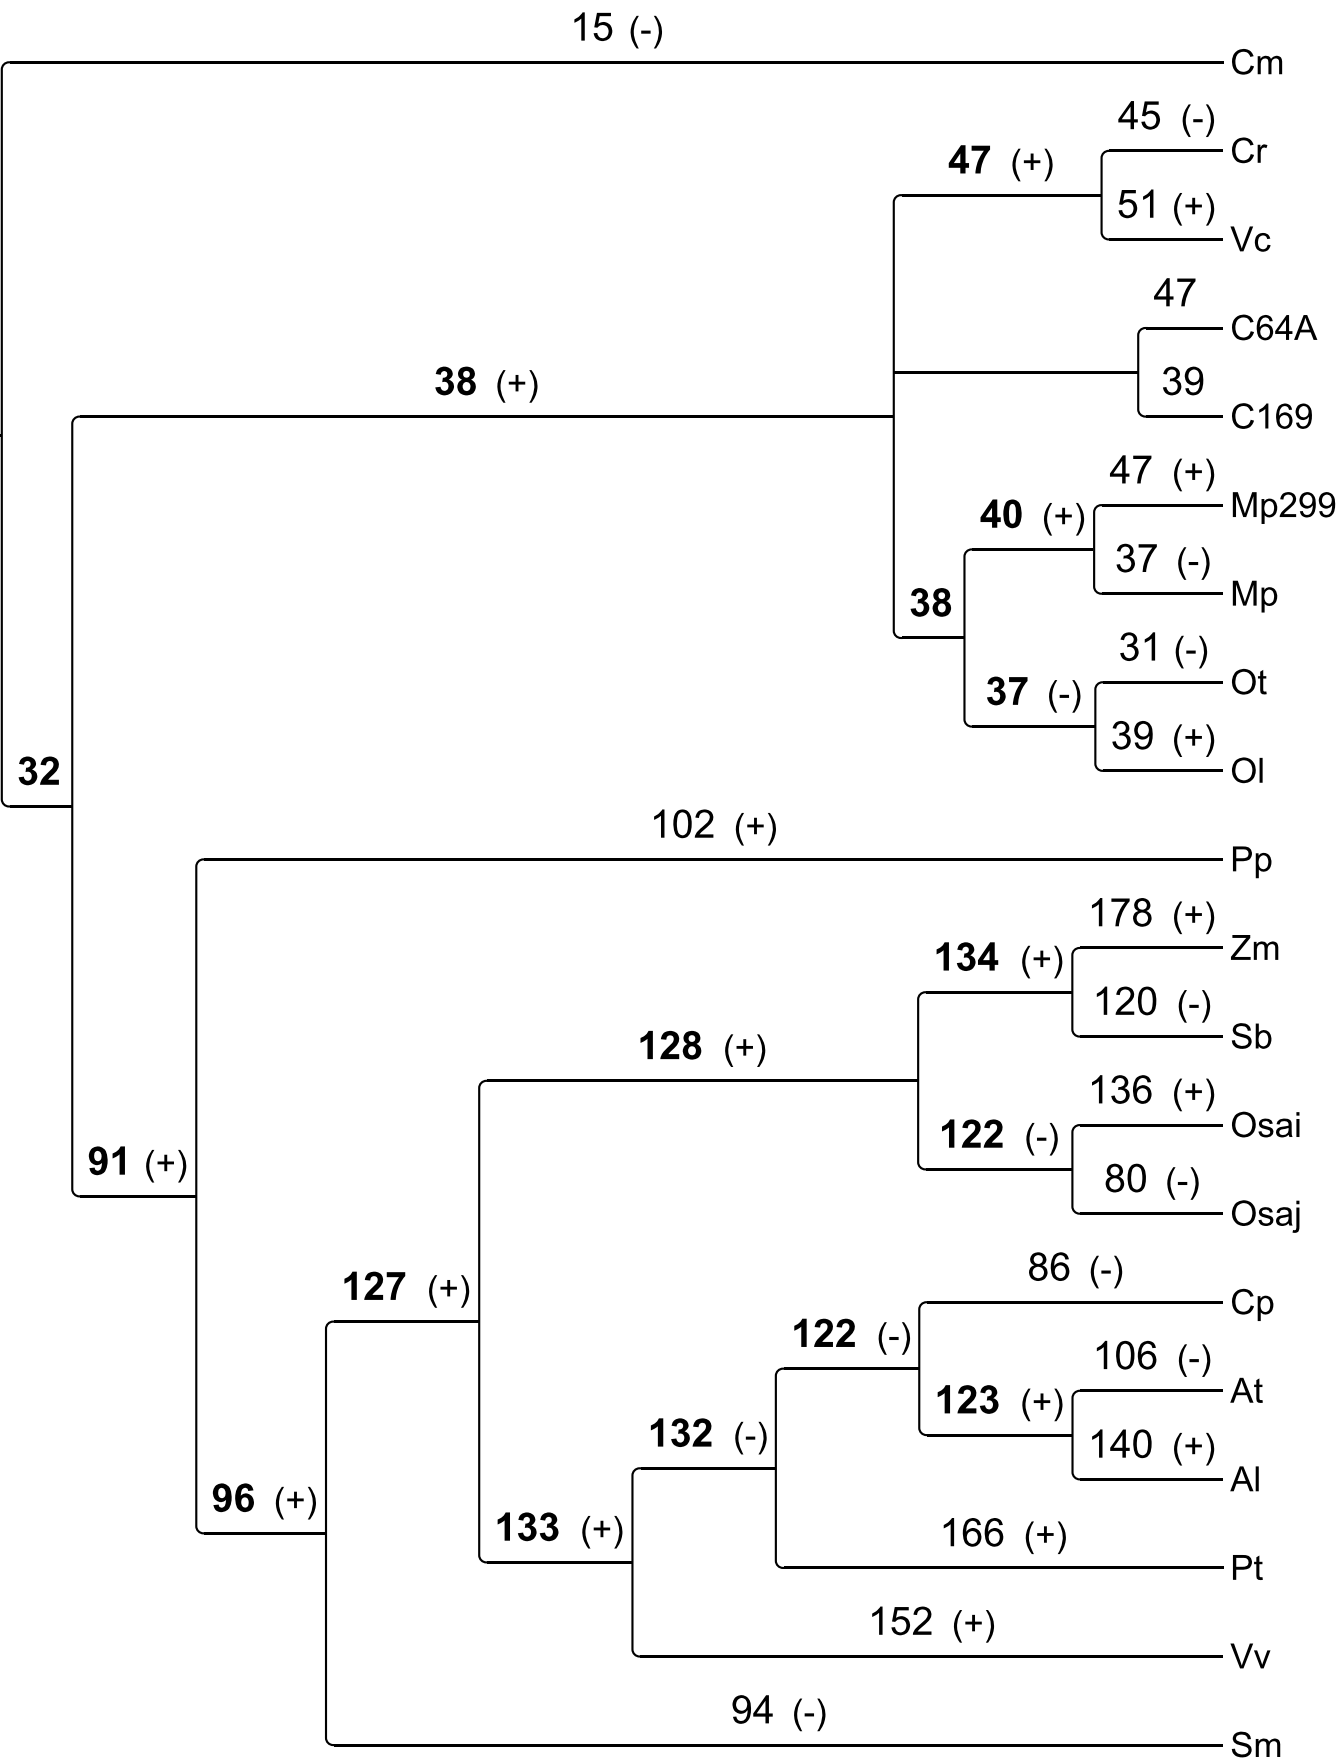 15 (-)
Cm
45 (-)
47 (+)
Cr
51 (+)
Vc
47
C64A
38 (+)
39
C169
47 (+)
Mp299
40 (+)
37 (-)
Mp
38
31 (-)
Ot
37 (-)
39 (+)
Ol
32
102 (+)
Pp
178 (+)
Zm
134 (+)
120 (-)
Sb
128 (+)
136 (+)
Osai
122 (-)
91 (+)
80 (-)
Osaj
86 (-)
Cp
127 (+)
122 (-)
106 (-)
At
123 (+)
132 (-)
140 (+)
Al
96 (+)
133 (+)
166 (+)
Pt
152 (+)
Vv
94 (-)
Sm